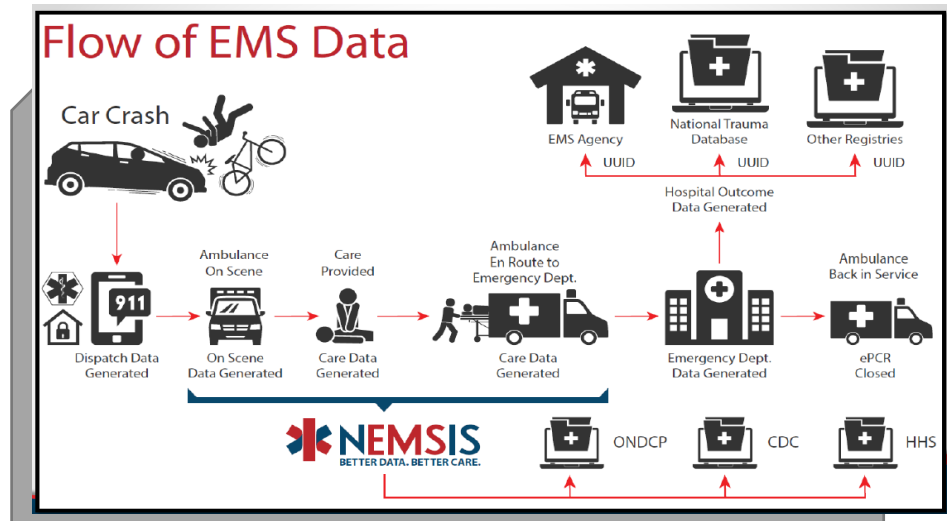 Flow of EMS Data
Car Crash
EMS Agency
National Trauma
Database
Other Registries
UUID
UUID
UUID
Hospital Outcome
Data Generated
911
Dispatch Data
Generated
Ambulance
On Scene
On Scene
Data Generated
Care
Provided
Care Data
Generated
Ambulance
En Route to
Emergency Dept.
Care Data
Generated
Emergency Dept.
Data Generated
Ambulance
Back in Service
ePCR
Closed
NEMSIS
BETTER DATA. BETTER CARE.
ONDCP
CDC
HHS